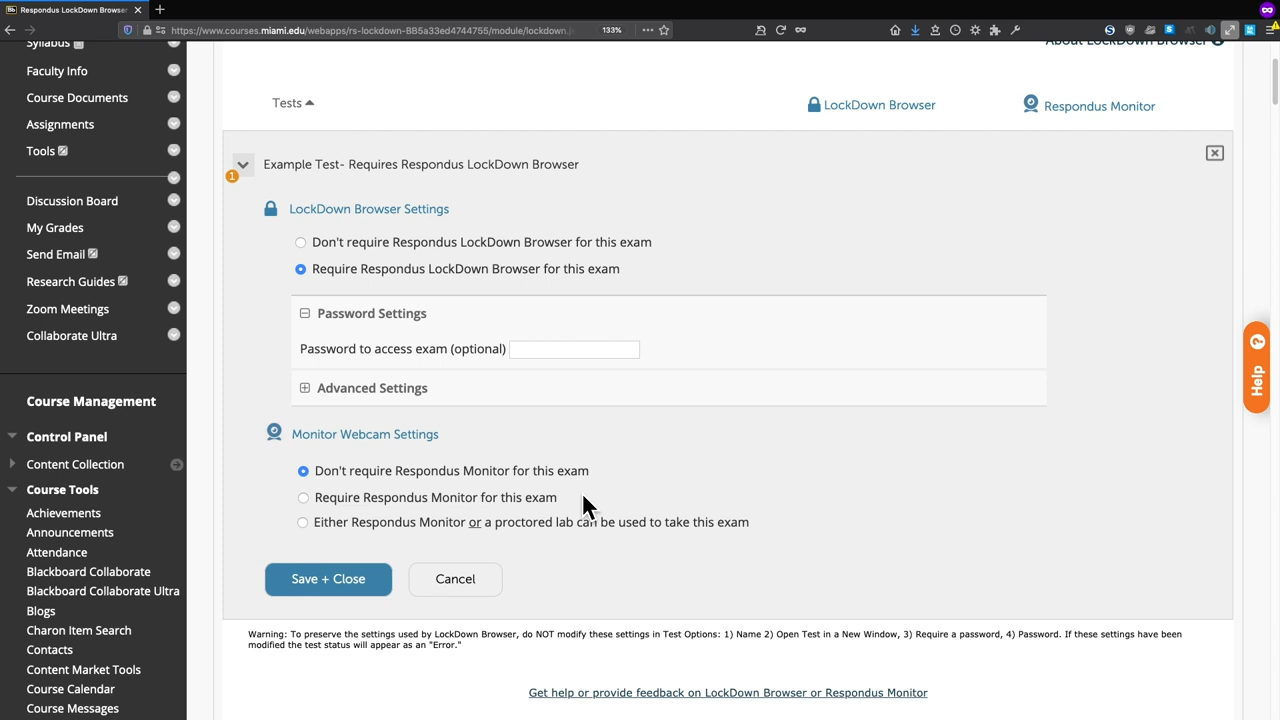 Respondus LockDown Browser
https://www.courses.miami.edu/webapps/rs-lockdown-BB5a33ed4744755/module/lockdown.
133%
Syllabus
About LockDown Browser
Faculty Info
Course Documents
Assignments
Tools
Discussion Board
My Grades
Send Email
Research Guides
Zoom Meetings
Collaborate Ultra
Course Management
Control Panel
Content Collection
Course Tools
Achievements
Announcements
Attendance
Blackboard Collaborate
Blackboard Collaborate Ultra
Blogs
Charon Item Search
Contacts
Content Market Tools
Course Calendar
Course Messages
Tests
LockDown Browser
Respondus Monitor
1
Example Test- Requires Respondus LockDown Browser
LockDown Browser Settings
Don't require Respondus LockDown Browser for this exam
Require Respondus LockDown Browser for this exam
Password Settings
Password to access exam (optional)
Advanced Settings
Monitor Webcam Settings
Don't require Respondus Monitor for this exam
Require Respondus Monitor for this exam
Either Respondus Monitor or a proctored lab can be used to take this exam
Save + Close
Cancel
Warning: To preserve the settings used by LockDown Browser, do NOT modify these settings in Test Options: 1) Name 2) Open Test in a New Window, 3) Require a password, 4) Password. If these settings have been
modified the test status will appear as an "Error."
Get help or provide feedback on LockDown Browser or Respondus Monitor
Help